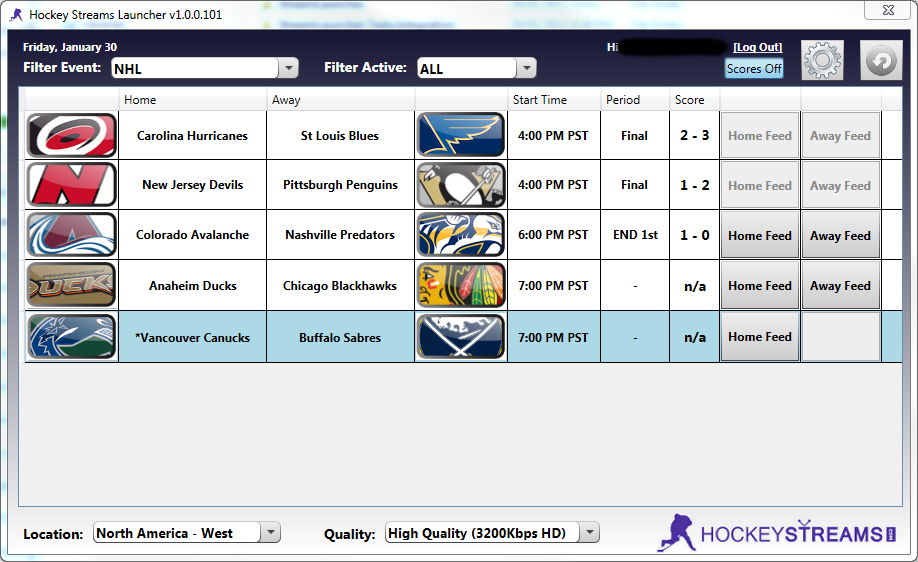 Hockey Streams Launcher v1.0.0.101
Friday, January 30 Hi [Log Out]
Filter Event: NHL Filter Active: ALL Scores Off
Home Away Start Time Period Score
Carolina Hurricanes St Louis Blues 4:00 PM PST Final 2 - 3 Home Feed Away Feed
New Jersey Devils Pittsburgh Penguins 4:00 PM PST Final 1 - 2 Home Feed Away Feed
Colorado Avalanche Nashville Predators 6:00 PM PST END 1st 1 - 0 Home Feed Away Feed
Anaheim Ducks Chicago Blackhawks 7:00 PM PST - n/a Home Feed Away Feed
*Vancouver Canucks Buffalo Sabres 7:00 PM PST - n/a Home Feed
Location: North America - West Quality: High Quality (3200Kbps HD) HOCKEYSTREAMS